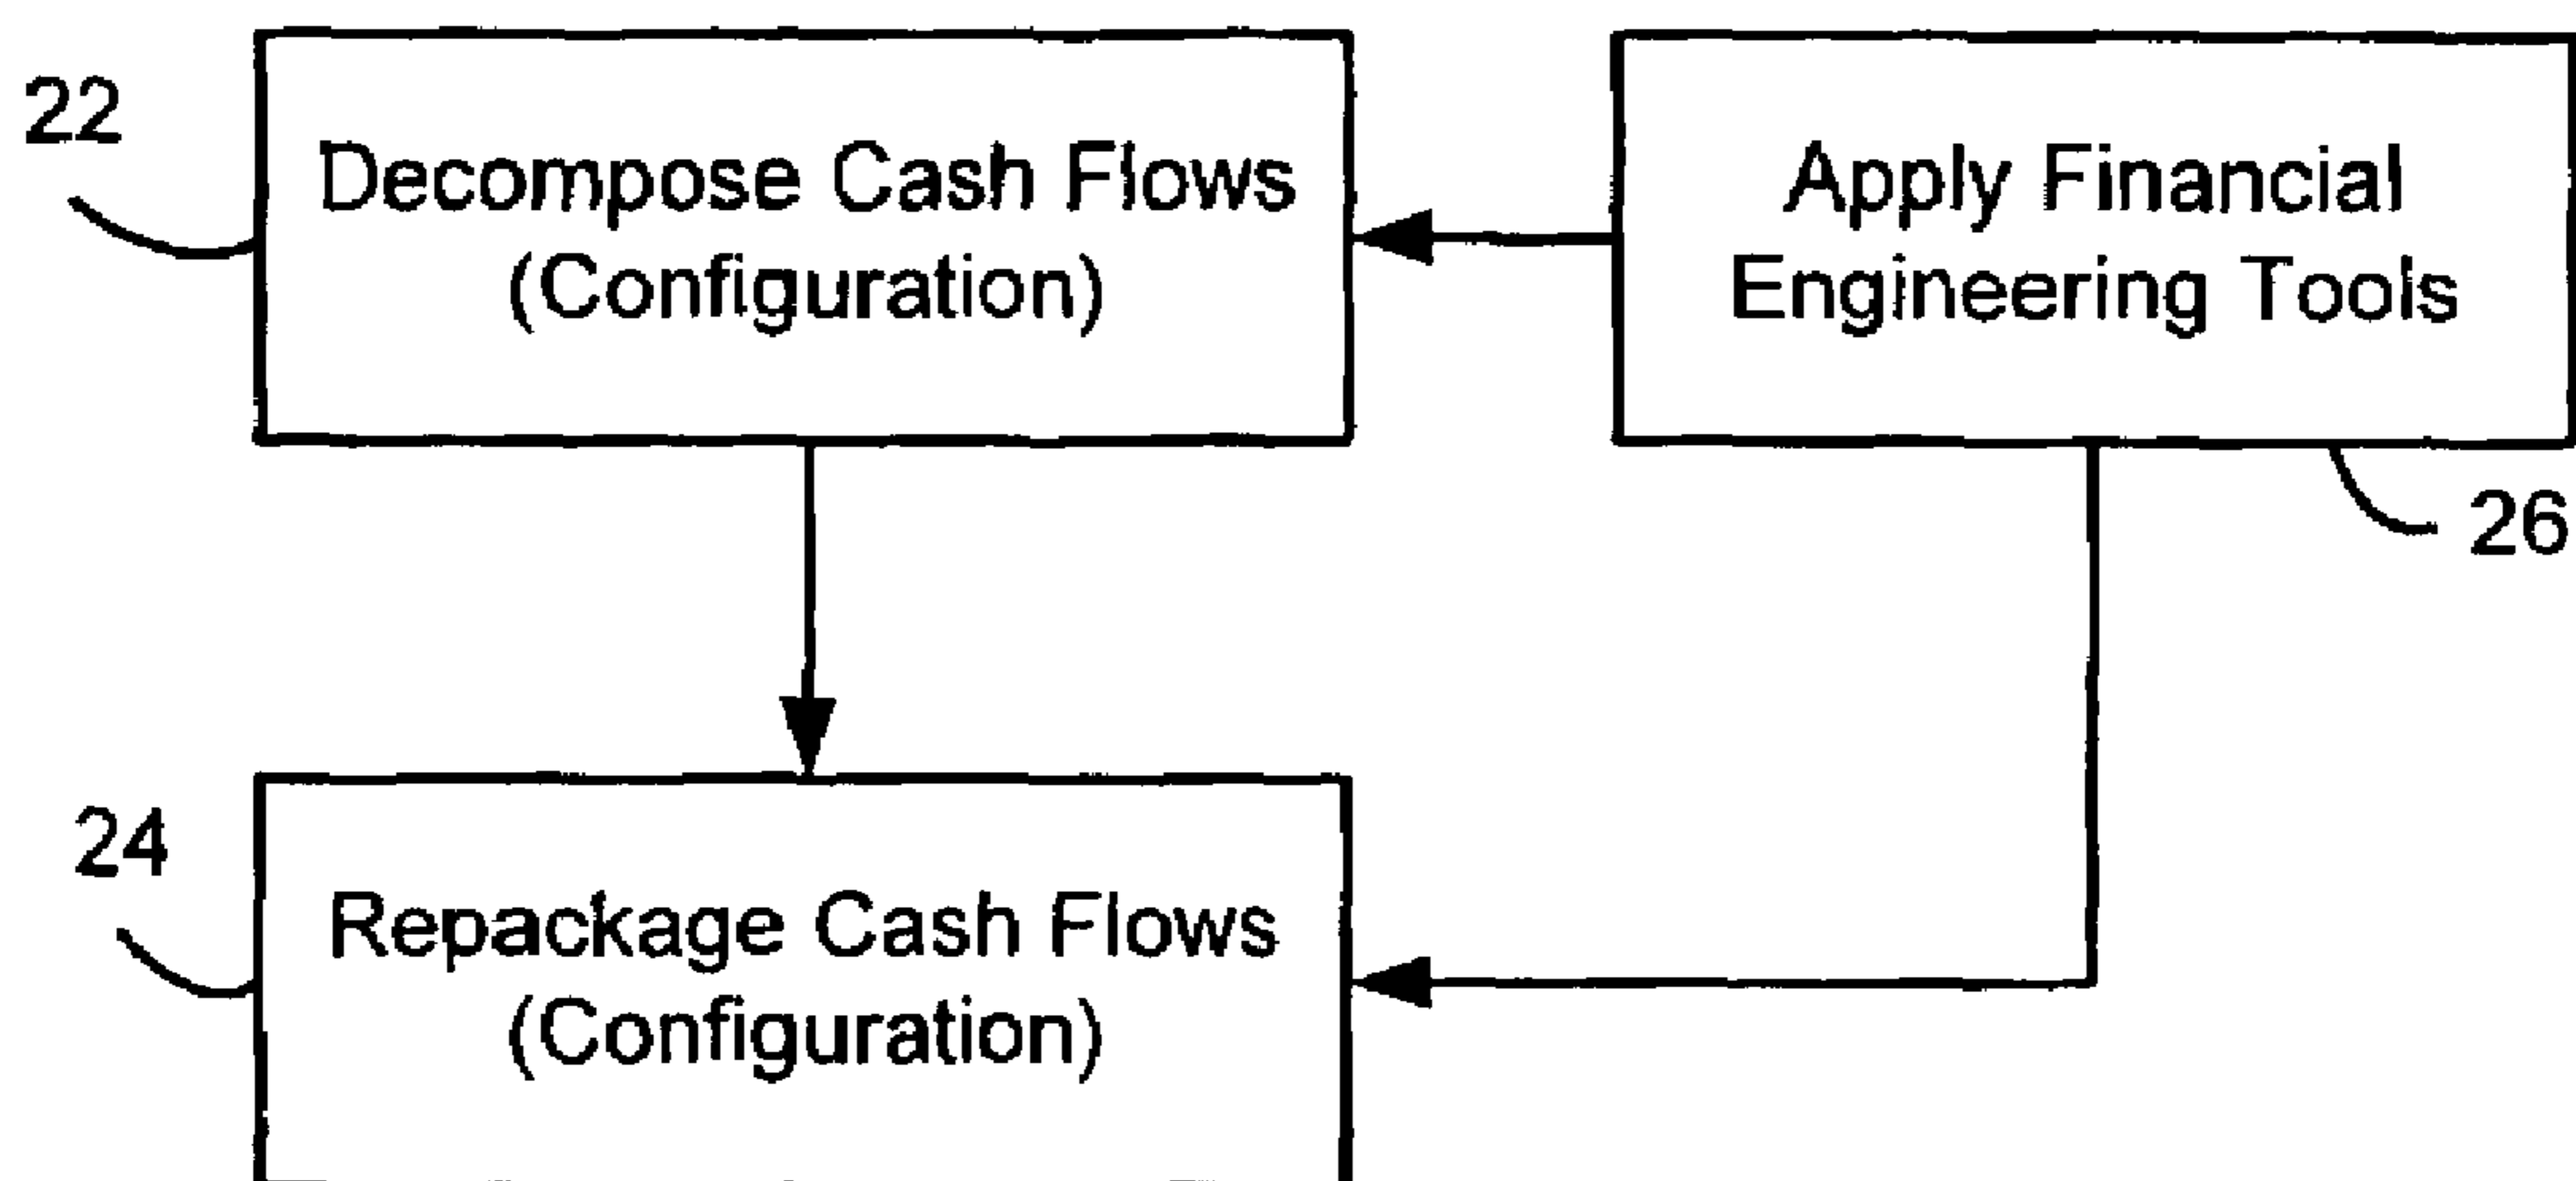 22
Decompose Cash Flows
(Configuration)
Apply Financial
Engineering Tools
26
24
Repackage Cash Flows
(Configuration)